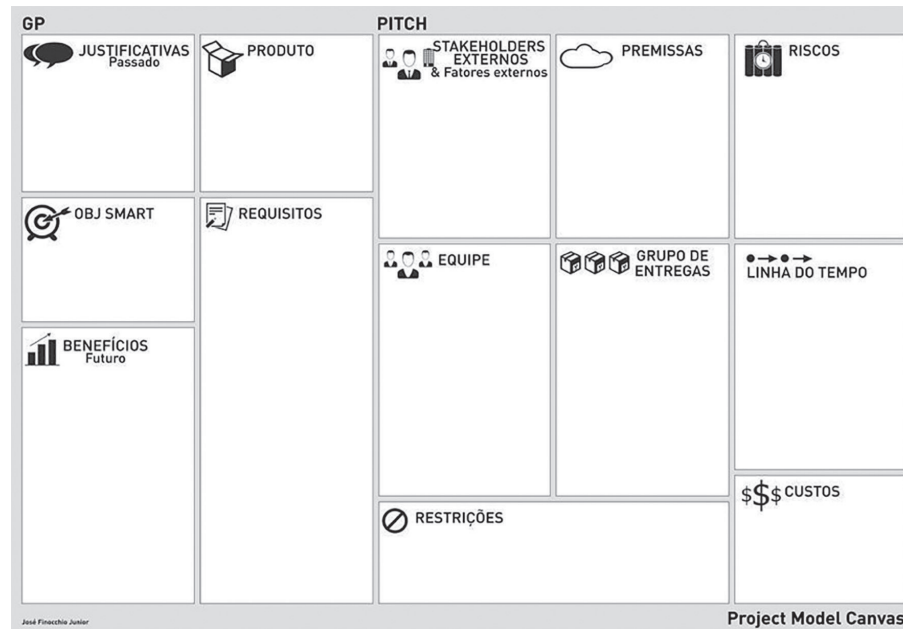 GP
PITCH
JUSTIFICATIVAS
Passado
PRODUTO
STAKEHOLDERS
EXTERNOS
& Fatores externos
PREMISSAS
RISCOS
OBJ SMART
REQUISITOS
EQUIPE
GRUPO DE
ENTREGAS
LINHA DO TEMPO
BENEFÍCIOS
Futuro
$$$ CUSTOS
RESTRIÇÕES
José Finocchio Junior
Project Model Canvas